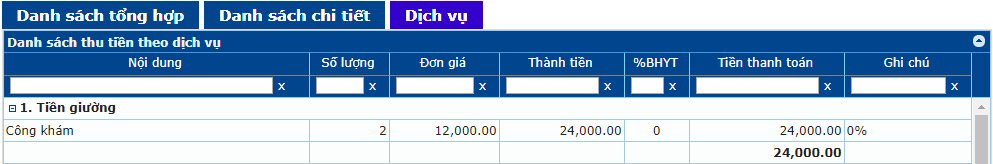 Danh sách tổng hợp Danh sách chi tiết Dịch vụ
Danh sách thu tiền theo dịch vụ
Nội dung Số lượng Đơn giá Thành tiền %BHYT Tiền thanh toán Ghi chú
x x x x x x x
1. Tiền giường
Công khám 2 12,000.00 24,000.00 0 24,000.00 0%
24,000.00